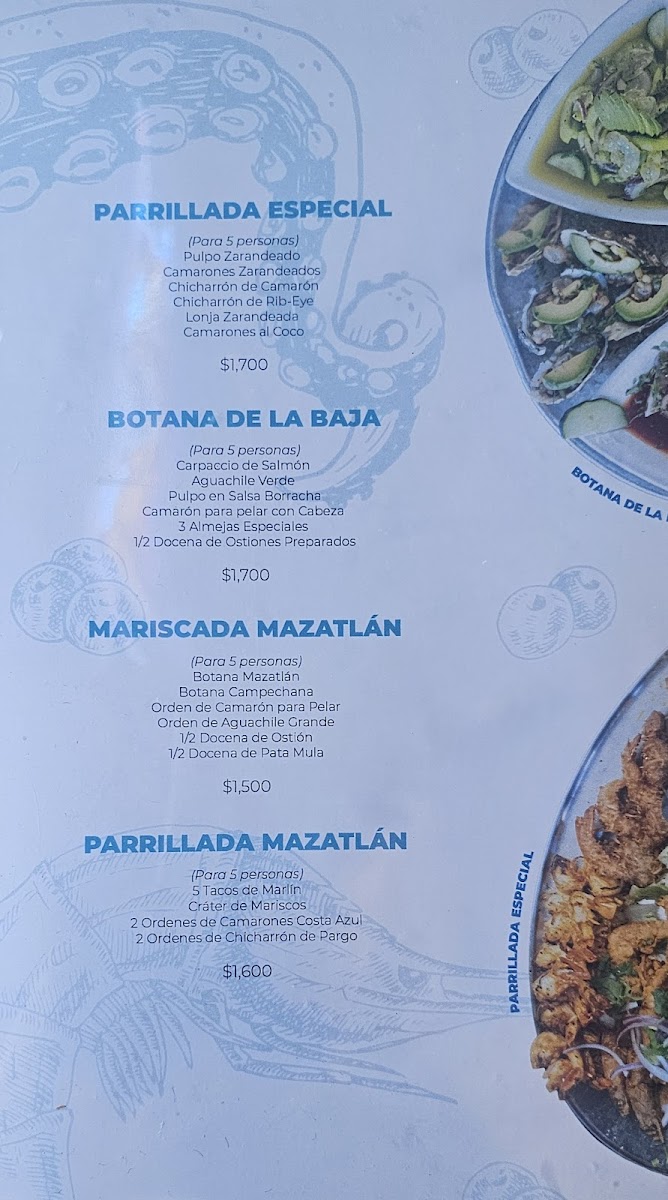 PARRILLADA ESPECIAL
(Para 5 personas)
Pulpo Zarandeado
Camarones Zarandeados
Chicharrón de Camarón
Chicharrón de Rib-Eye
Lonja Zarandeada
Camarones al Coco
$1,700
BOTANA DE LA BAJA
(Para 5 personas)
Carpaccio de Salmón
Aguachile Verde
Pulpo en Salsa Borracha
Camarón para pelar con Cabeza
3 Almejas Especiales
1/2 Docena de Ostiones Preparados
$1,700
MARISCADA MAZATLÁN
(Para 5 personas)
Botana Mazatlán
Botana Campechana
Orden de Camarón para Pelar
Orden de Aguachile Grande
1/2 Docena de Ostión
1/2 Docena de Pata Mula
$1,500
PARRILLADA MAZATLÁN
(Para 5 personas)
5 Tacos de Marlín
Cráter de Mariscos
2 Ordenes de Camarones Costa Azul
2 Ordenes de Chicharrón de Pargo
$1,600
BOTANA DE LA
PARRILLADA ESPECIAL